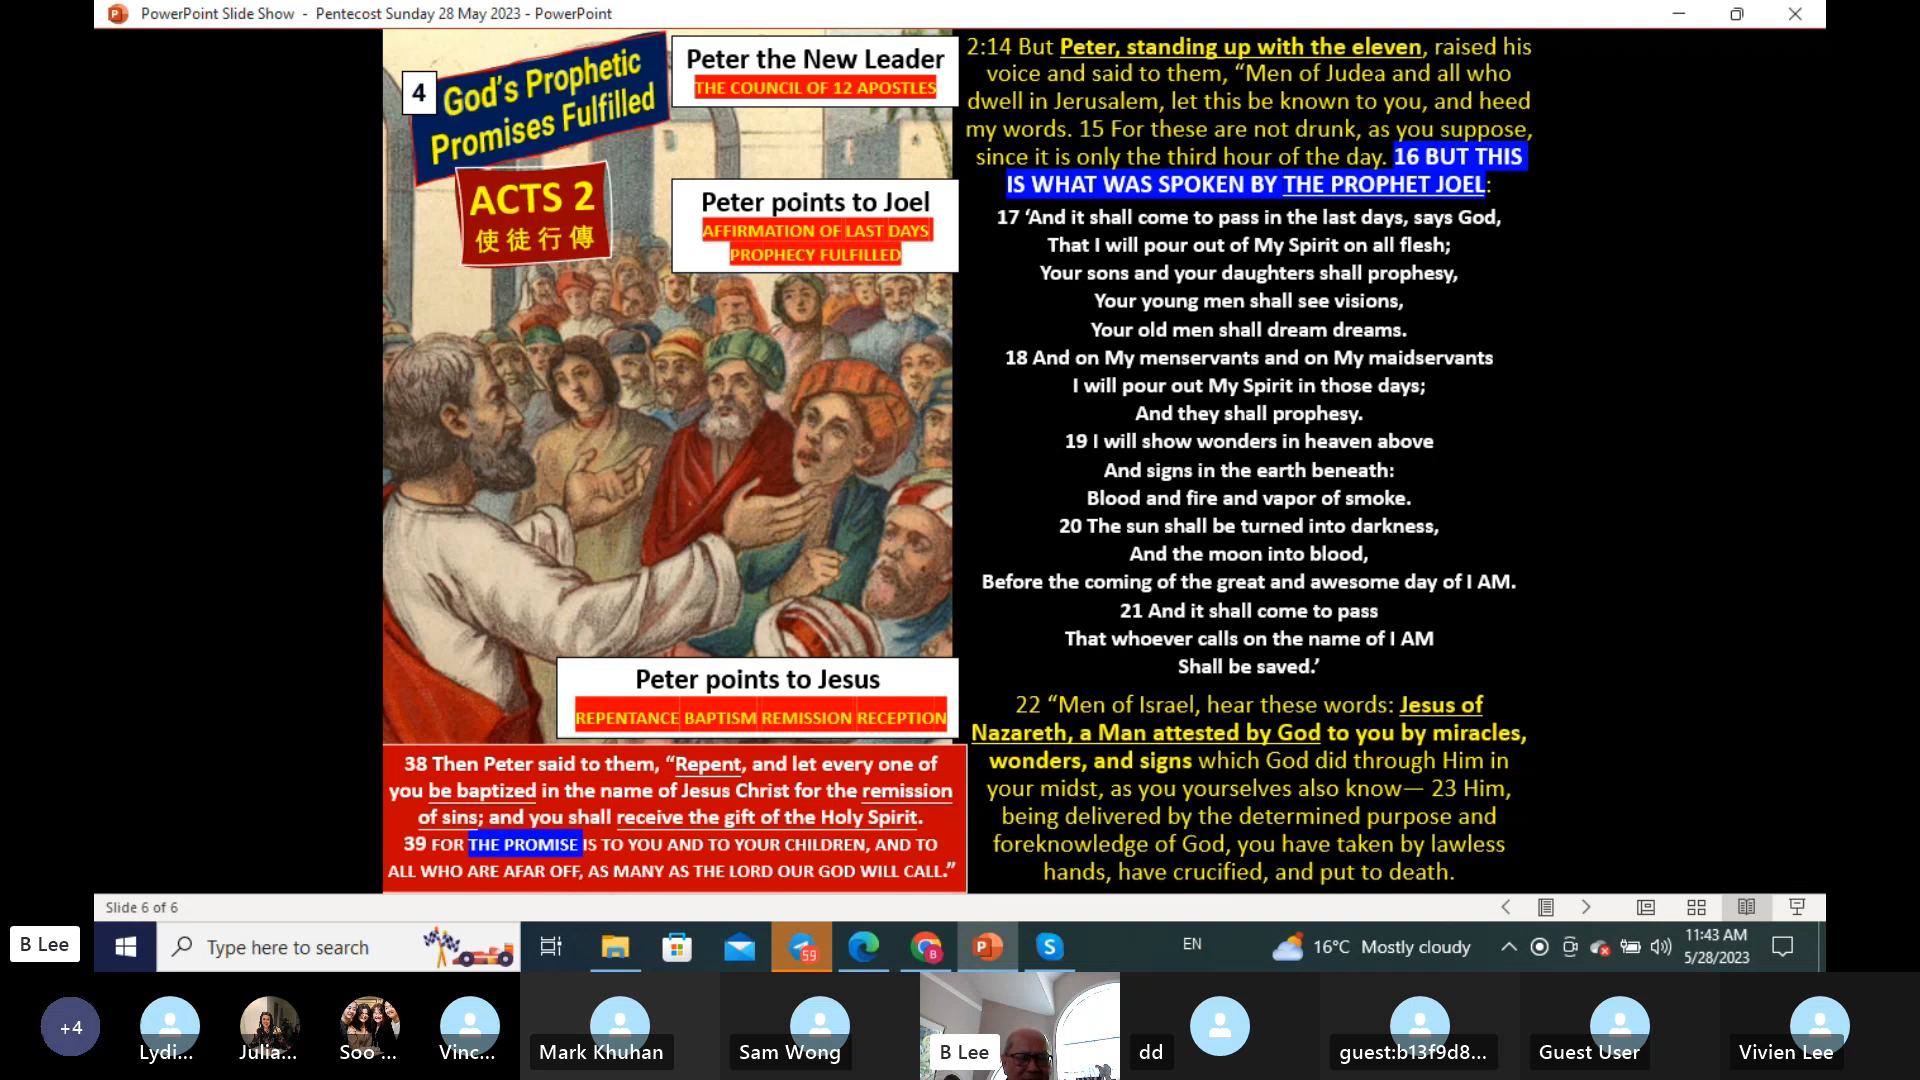 PowerPoint Slide Show - Pentecost Sunday 28 May 2023 - PowerPoint
4
God's Prophetic
Promises Fulfilled
ACTS 2
使徒行傳
Peter the New Leader
THE COUNCIL OF 12 APOSTLES
Peter points to Joel
AFFIRMATION OF LAST DAYS
PROPHECY FULFILLED
Peter points to Jesus
REPENTANCE BAPTISM REMISSION RECEPTION
38 Then Peter said to them, “Repent, and let every one of
you be baptized in the name of Jesus Christ for the remission
of sins; and you shall receive the gift of the Holy Spirit.
39 FOR THE PROMISE IS TO YOU AND TO YOUR CHILDREN, AND TO
ALL WHO ARE AFAR OFF, AS MANY AS THE LORD OUR GOD WILL CALL.”
2:14 But Peter, standing up with the eleven, raised his
voice and said to them, “Men of Judea and all who
dwell in Jerusalem, let this be known to you, and heed
my words. 15 For these are not drunk, as you suppose,
since it is only the third hour of the day. 16 BUT THIS
IS WHAT WAS SPOKEN BY THE PROPHET JOEL:
17 ‘And it shall come to pass in the last days, says God,
That I will pour out of My Spirit on all flesh;
Your sons and your daughters shall prophesy,
Your young men shall see visions,
Your old men shall dream dreams.
18 And on My menservants and on My maidservants
I will pour out My Spirit in those days;
And they shall prophesy.
19 I will show wonders in heaven above
And signs in the earth beneath:
Blood and fire and vapor of smoke.
20 The sun shall be turned into darkness,
And the moon into blood,
Before the coming of the great and awesome day of I AM.
21 And it shall come to pass
That whoever calls on the name of I AM
Shall be saved.’
22 “Men of Israel, hear these words: Jesus of
Nazareth, a Man attested by God to you by miracles,
wonders, and signs which God did through Him in
your midst, as you yourselves also know— 23 Him,
being delivered by the determined purpose and
foreknowledge of God, you have taken by lawless
hands, have crucified, and put to death.
Slide 6 of 6
B Lee
Type here to search
59
B
EN
16°C Mostly cloudy
11:43 AM
5/28/2023
+4
Lydi...
Julia...
Soo ...
Vinc...
Mark Khuhan
Sam Wong
B Lee
dd
guest:b13f9d8...
Guest User
Vivien Lee